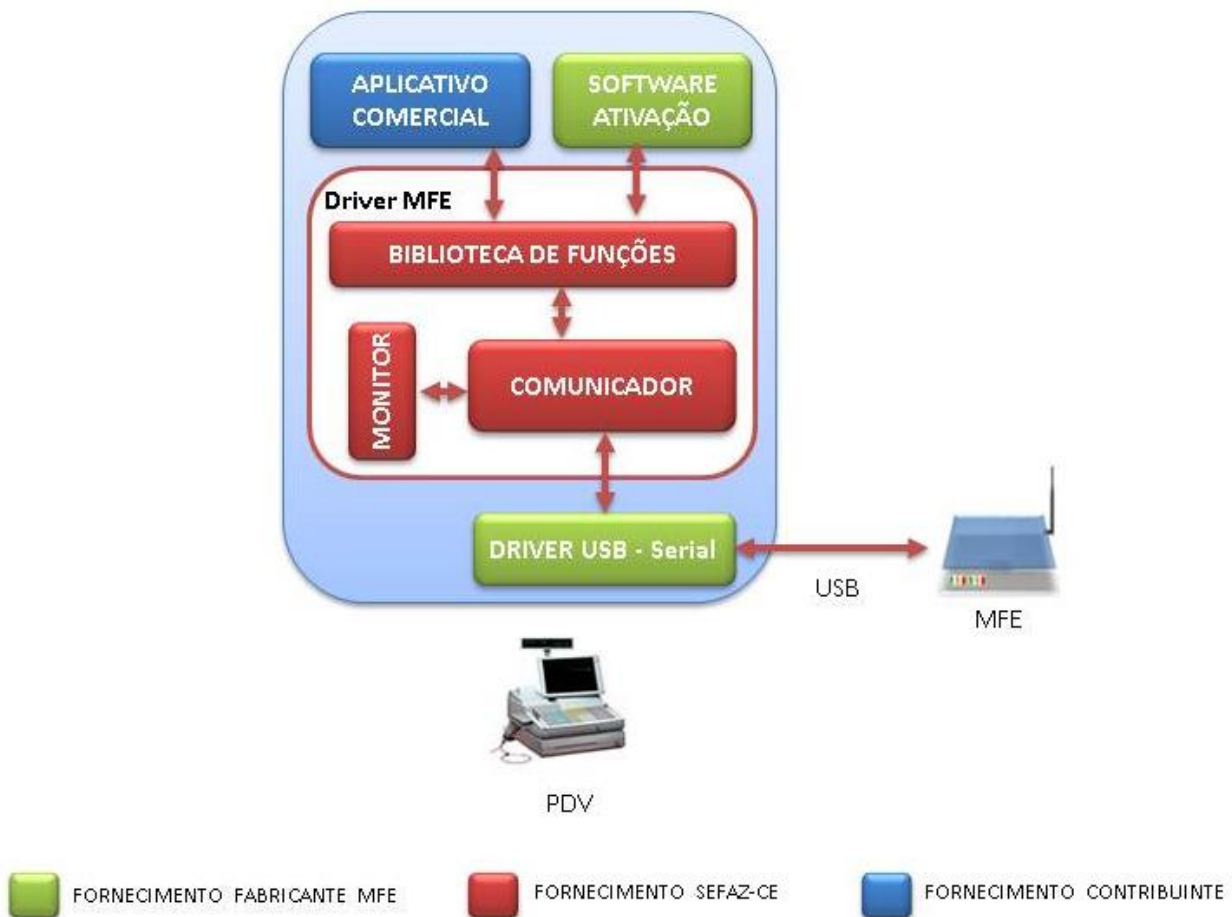 APLICATIVO
COMERCIAL
SOFTWARE
ATIVAÇÃO
Driver MFE
BIBLIOTECA DE FUNÇÕES
MONITOR
COMUNICADOR
DRIVER USB - Serial
USB
MFE
PDV
FORNECIMENTO FABRICANTE MFE
FORNECIMENTO SEFAZ-CE
FORNECIMENTO CONTRIBUINTE